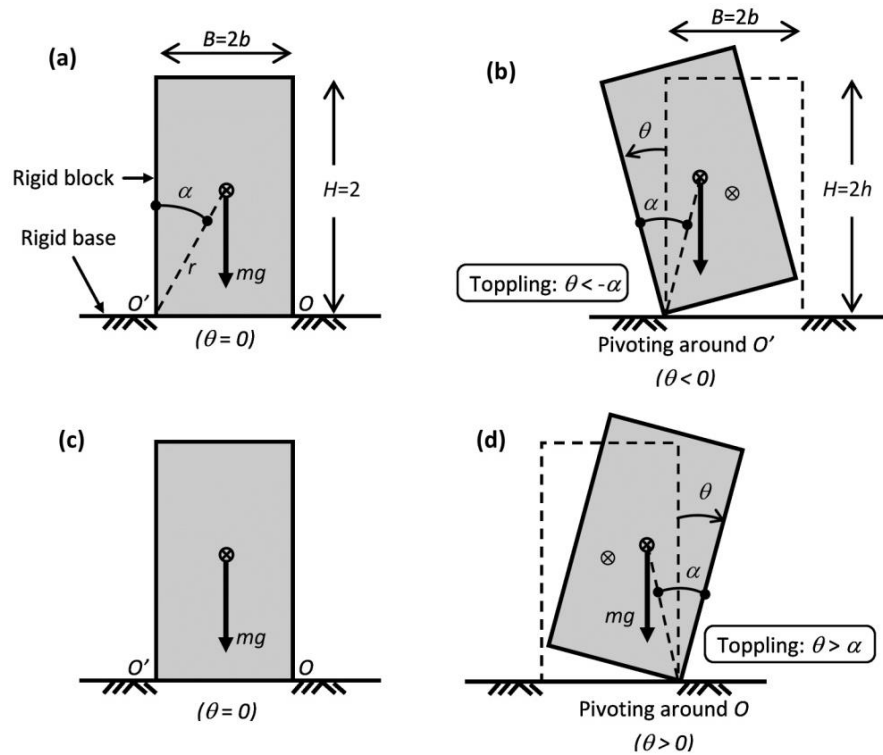 (a)
B=2b
Rigid block
α
H=2
Rigid base
r
mg
O'
O
(θ = 0)
(b)
B=2b
θ
α
H=2h
Toppling: θ < -α
Pivoting around O'
(θ < 0)
(c)
mg
O'
O
(θ = 0)
(d)
θ
α
mg
Toppling: θ > α
Pivoting around O
(θ > 0)